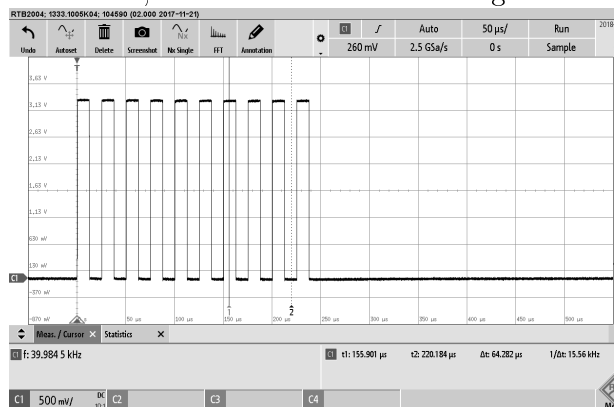 RTB2004; 1333.1005K04; 104590 (02.000 2017-11-21)
Undo Autoset Delete Screenshot Nx Single FFT Annotation
C1 Auto 50 µs/ Run 2018-
260 mV 2.5 GSa/s 0 s Sample
T
3,63 V
3,13 V
2,63 V
2,13 V
1,63 V
1,13 V
630 mV
130 mV
C1
-370 mV
1 2
-870 mV 50 µs 100 µs 150 µs 200 µs 250 µs 300 µs 350 µs 400 µs 450 µs 500 µs
Meas. / Cursor × Statistics ×
C1 f: 39.984 5 kHz C1 t1: 155.901 µs t2: 220.184 µs Δt: 64.282 µs 1/Δt: 15.56 kHz
C1 500 mV/ DC 10:1 C2 C3 C4